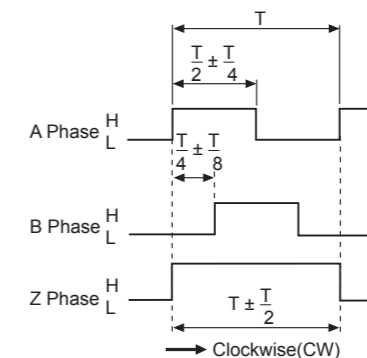 T
T/2 ± T/4
A Phase H L
T/4 ± T/8
B Phase H L
Z Phase H L
T ± T/2
Clockwise(CW)